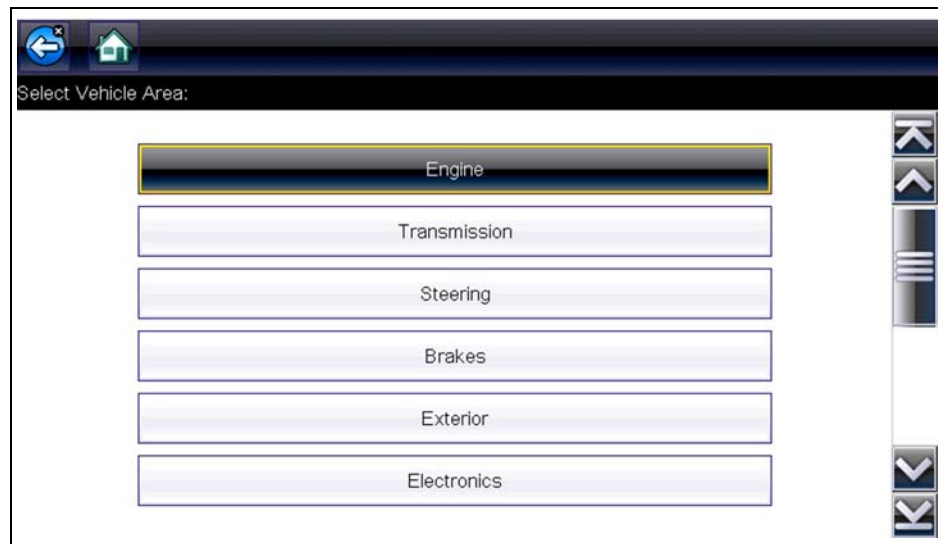 Select Vehicle Area:
Engine
Transmission
Steering
Brakes
Exterior
Electronics